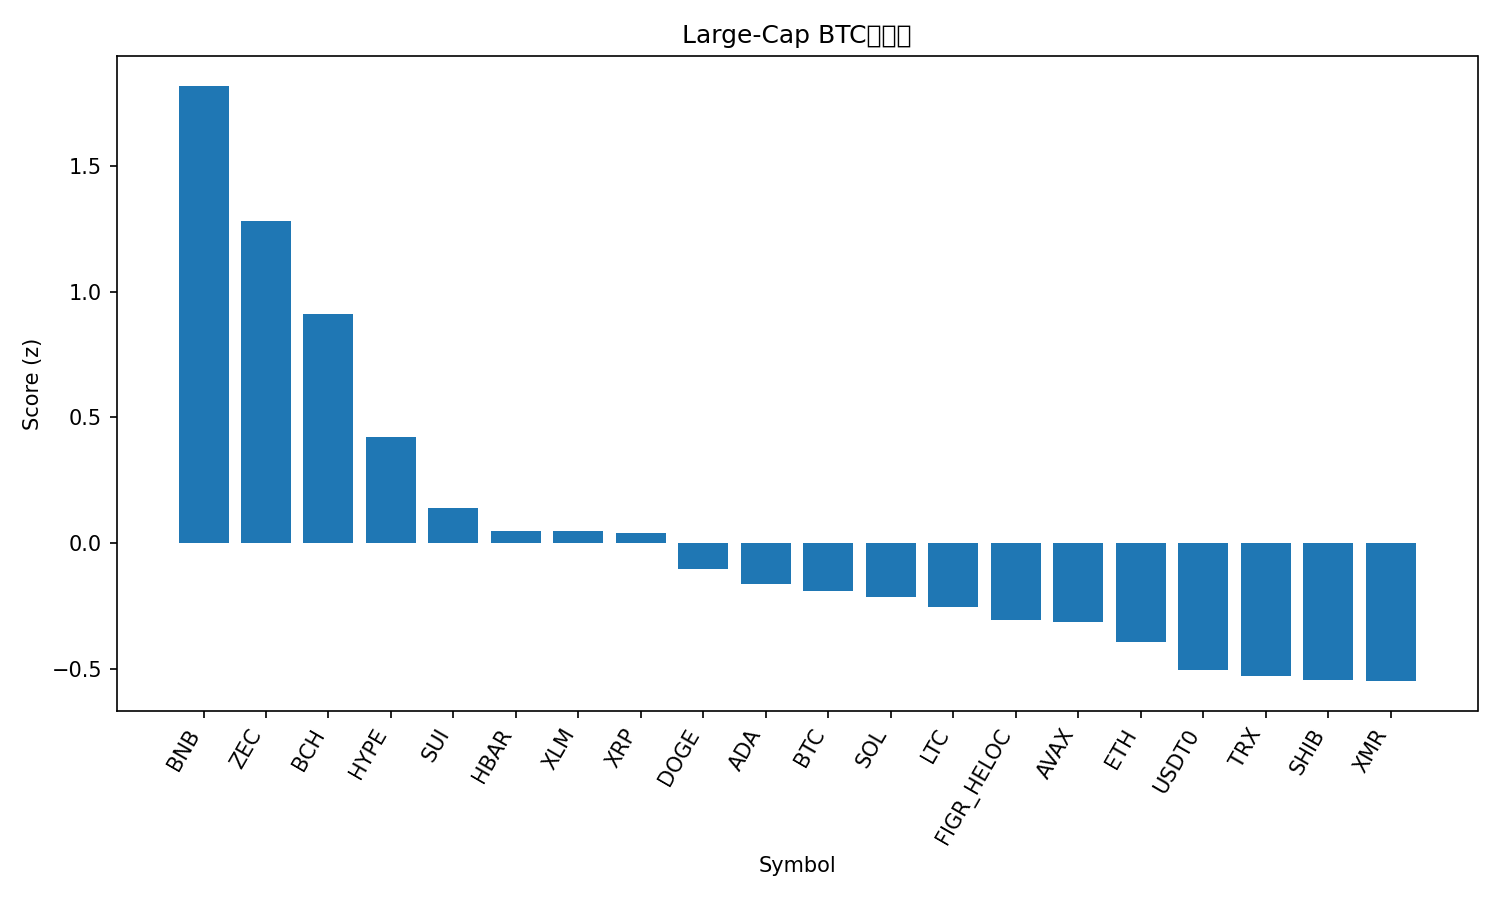 Large-Cap BTC□□□
1.5
1.0
0.5
0.0
−0.5
Score (z)
BNB
ZEC
BCH
HYPE
SUI
HBAR
XLM
XRP
DOGE
ADA
BTC
SOL
LTC
FIGR_HELOC
AVAX
ETH
USDT0
TRX
SHIB
XMR
Symbol